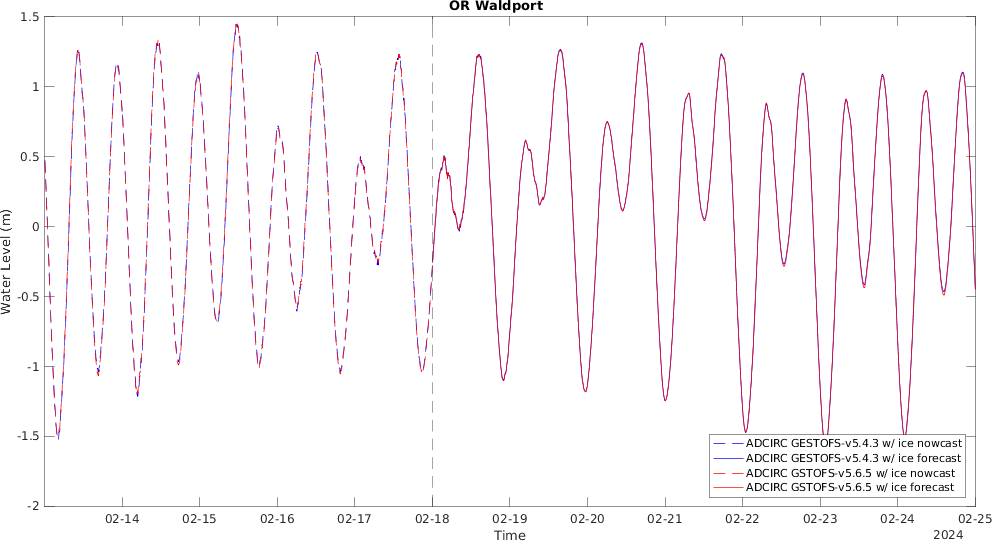 OR Waldport
1.5
1
0.5
0
-0.5
-1
-1.5
-2
Water Level (m)
ADCIRC GESTOFS-v5.4.3 w/ ice nowcast
ADCIRC GESTOFS-v5.4.3 w/ ice forecast
ADCIRC GSTOFS-v5.6.5 w/ ice nowcast
ADCIRC GSTOFS-v5.6.5 w/ ice forecast
02-14 02-15 02-16 02-17 02-18 02-19 02-20 02-21 02-22 02-23 02-24 02-25
Time
2024